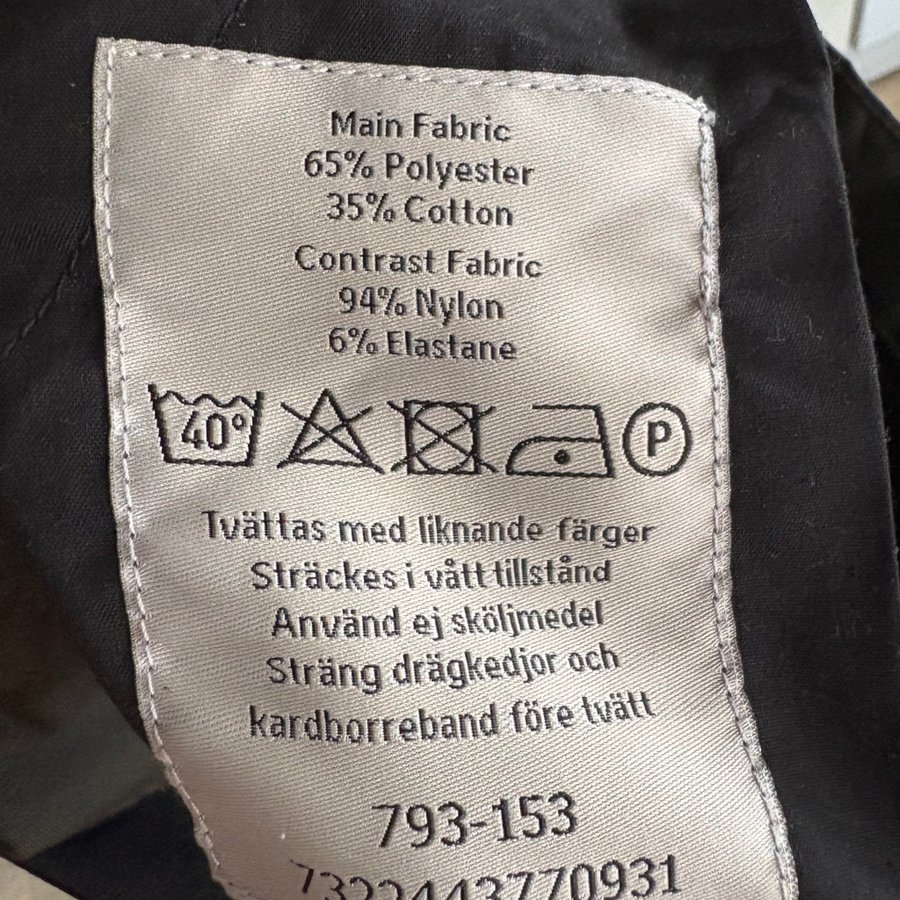 Main Fabric
65% Polyester
35% Cotton
Contrast Fabric
94% Nylon
6% Elastane
40° P
Tvättas med liknande färger
Sträckes i vått tillstånd
Använd ej sköljmedel
Sträng drägkedjor och
kardborreband före tvätt
793-153
7322443770931